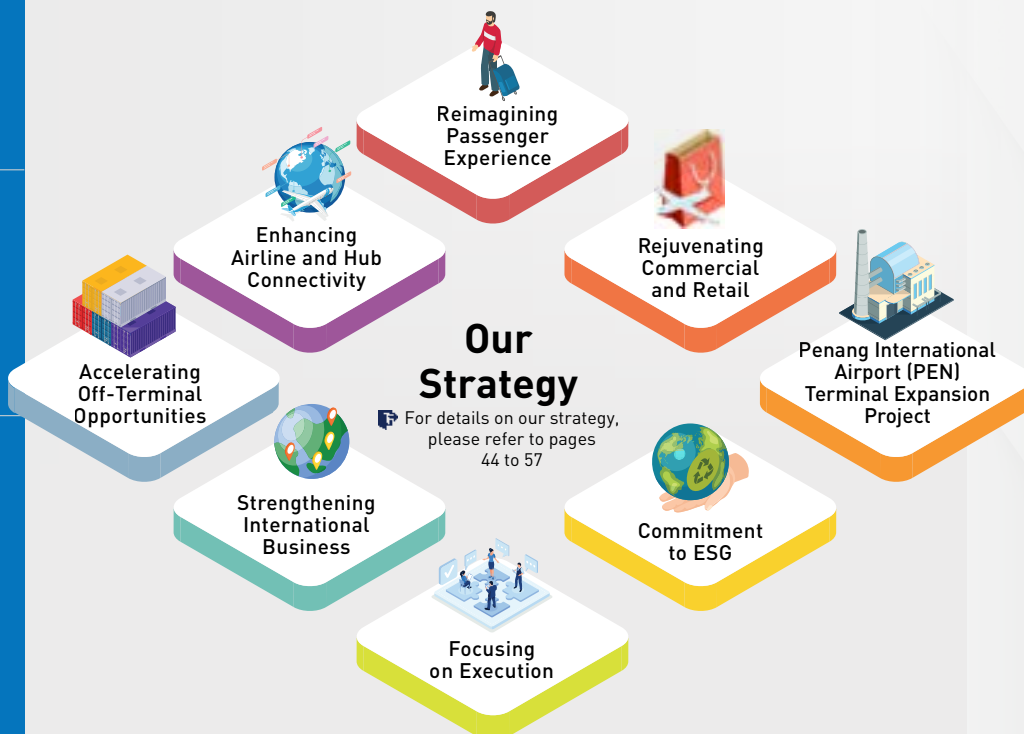 Reimagining
Passenger
Experience
Enhancing
Airline and Hub
Connectivity
Rejuvenating
Commercial
and Retail
Accelerating
Off-Terminal
Opportunities
Our
Strategy
For details on our strategy,
please refer to pages
44 to 57
Penang International
Airport (PEN)
Terminal Expansion
Project
Strengthening
International
Business
Commitment
to ESG
Focusing
on Execution